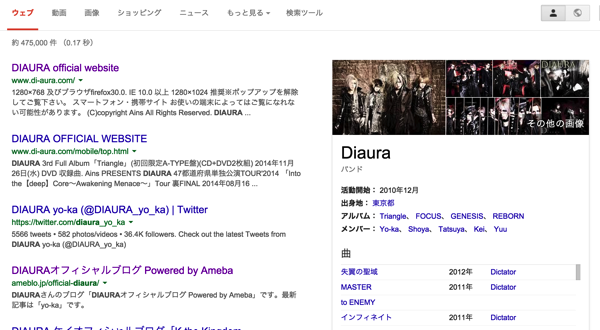 ウェブ 動画 画像 ショッピング ニュース もっと見る 検索ツール
約 475,000 件 （0.17 秒）
DIAURA official website
www.di-aura.com/
1280×768 及びブラウザfirefox30.0. IE 10.0 以上 1280×1024 推奨※ポップアップを解除
してご覧下さい。 スマートフォン・携帯サイト お使いの端末によってはご覧になれな
い可能性があります。 (C)copyright Ains All Rights Reserved. DIAURA ...
DIAURA OFFICIAL WEBSITE
www.di-aura.com/mobile/top.html
DIAURA 3rd Full Album「Triangle」(初回限定A-TYPE盤)(CD+DVD2枚組) 2014年11月
26日(水) DVD 収録曲. Ains PRESENTS DIAURA 47都道府県単独公演TOUR'2014 「Into
the【deep】Core～Awakening Menace～」Tour 裏FINAL 2014年08月16 ...
DIAURA yo-ka (@DIAURA_yo_ka) | Twitter
https://twitter.com/diaura_yo_ka
5566 tweets • 582 photos/videos • 36.4K followers. Check out the latest Tweets from
DIAURA yo-ka (@DIAURA_yo_ka)
DIAURAオフィシャルブログ Powered by Ameba
ameblo.jp/official-diaura/
DIAURAさんのブログ「DIAURAオフィシャルブログ Powered by Ameba」です。最新
記事は「yo-ka」です。
DIAURA
その他の画像
Diaura
バンド
活動開始： 2010年12月
出身地： 東京都
アルバム： Triangle、 FOCUS、 GENESIS、 REBORN
メンバー： Yo-ka、 Shoya、 Tatsuya、 Kei、 Yuu
曲
失翼の聖域 2012年 Dictator
MASTER 2011年 Dictator
to ENEMY
インフィネイト 2011年 Dictator